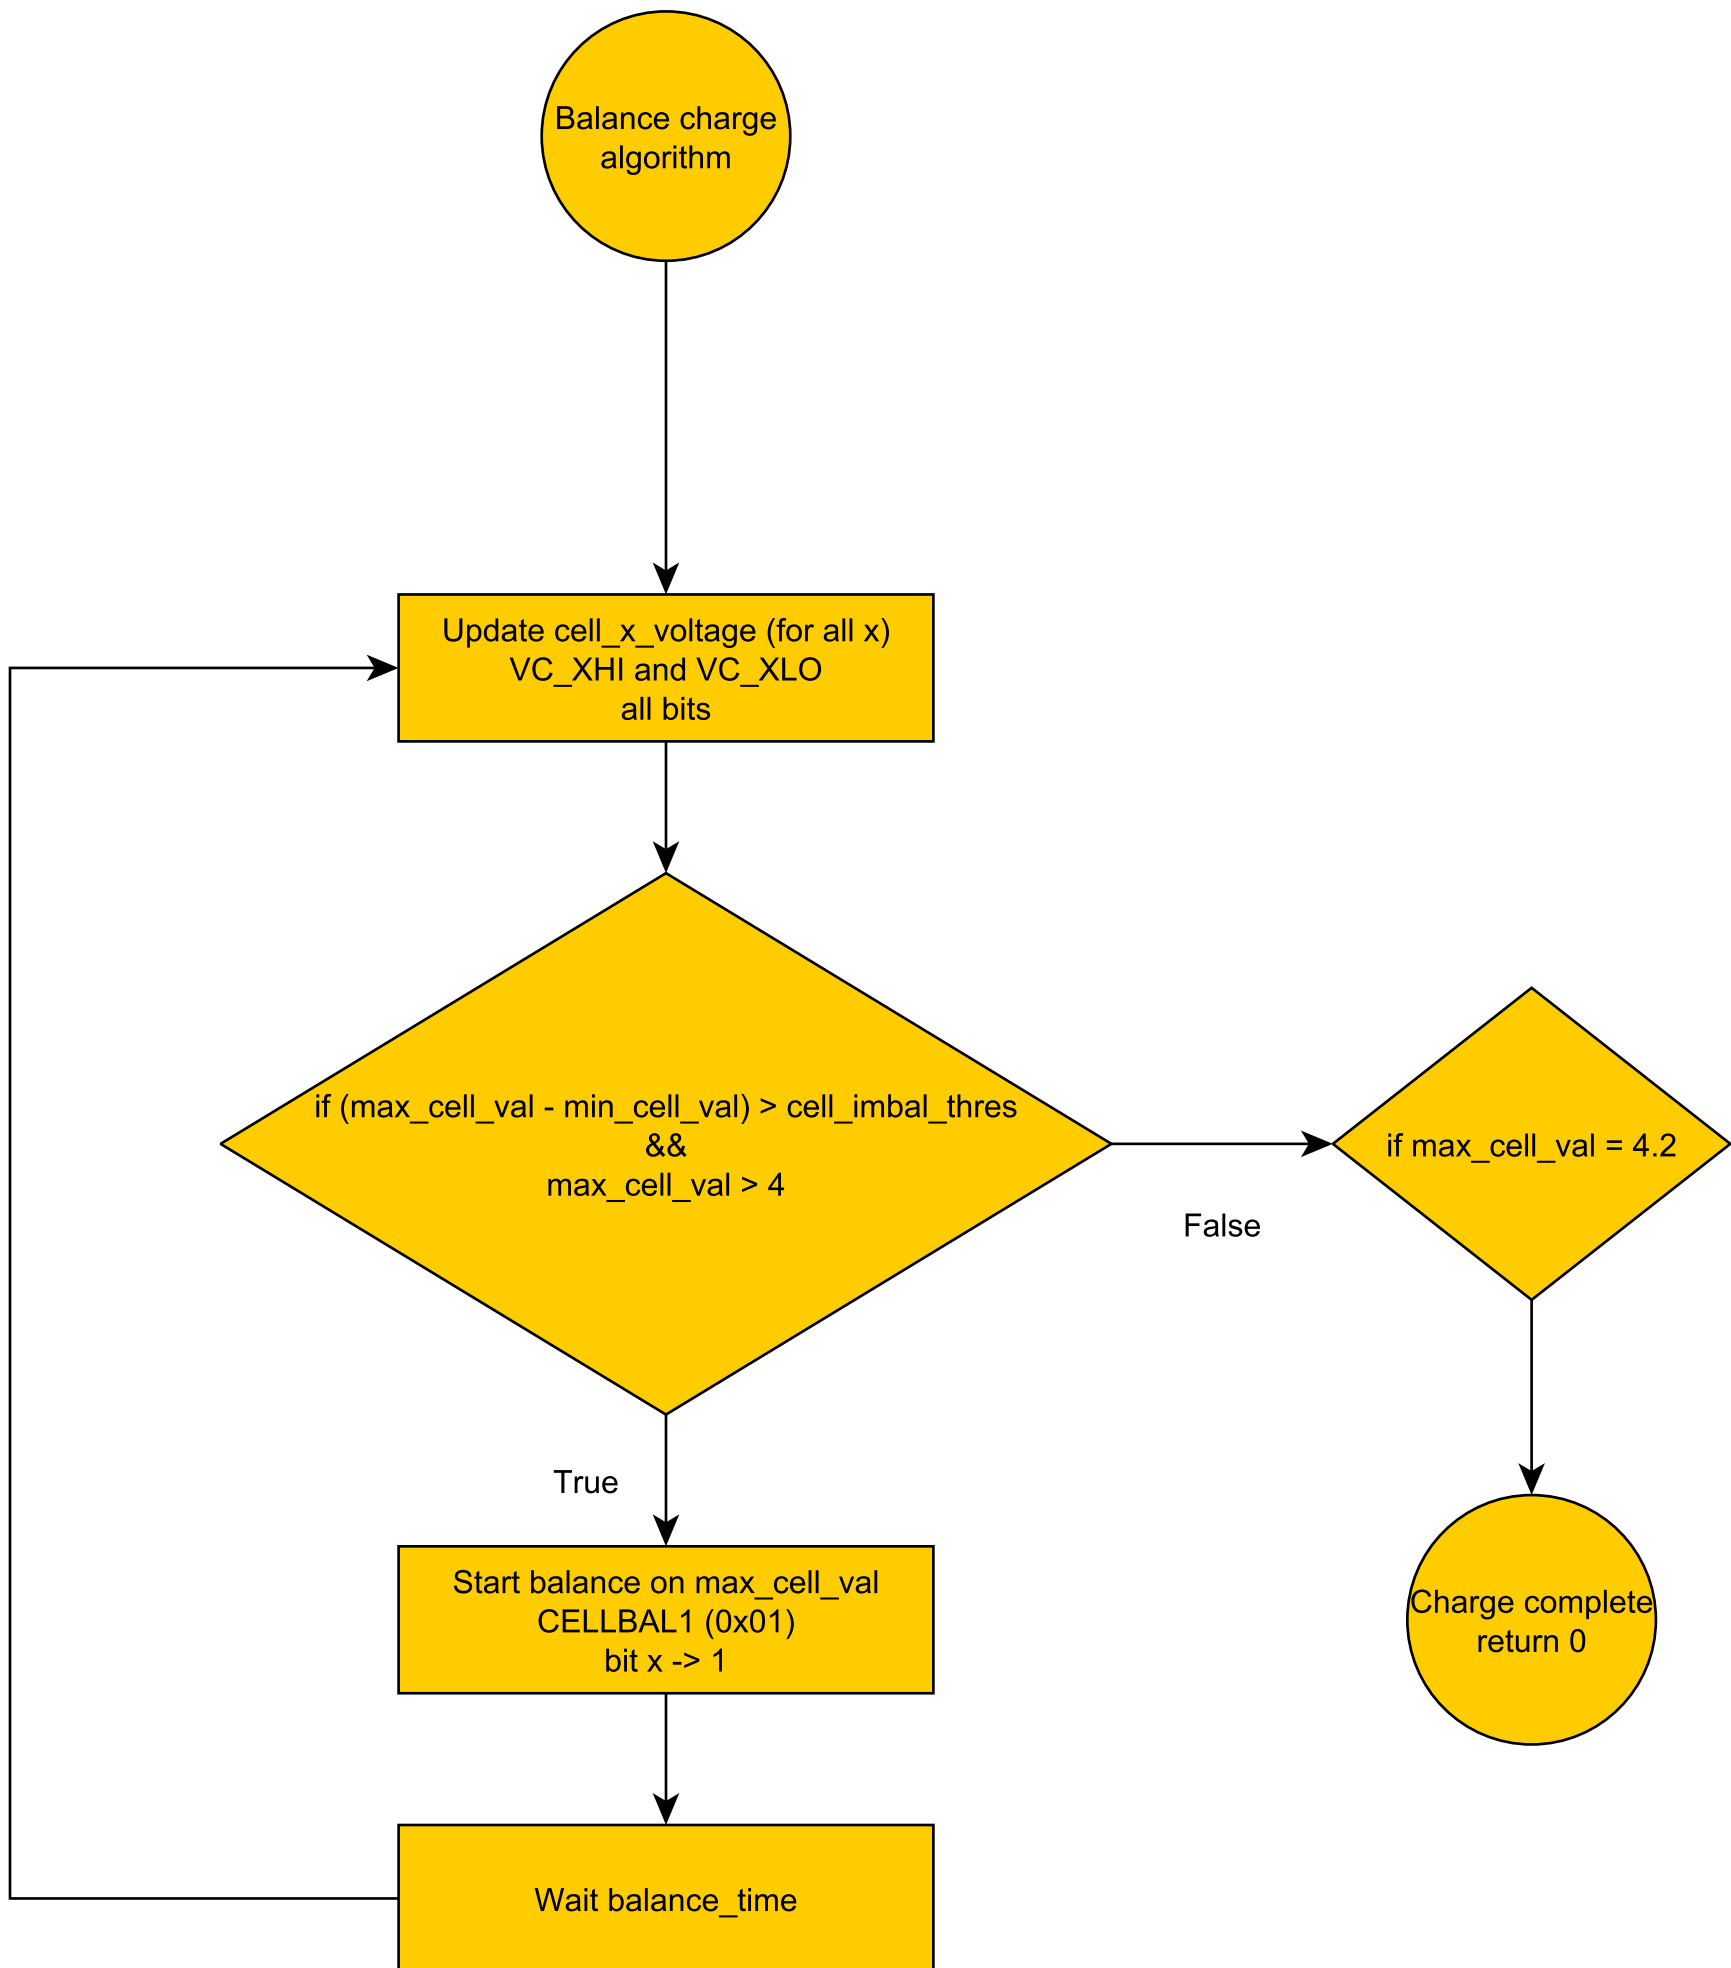 Balance charge
algorithm
Update cell_x_voltage (for all x)
VC_XHI and VC_XLO
all bits
if (max_cell_val - min_cell_val) > cell_imbal_thres
&&
max_cell_val > 4
False
if max_cell_val = 4.2
True
Start balance on max_cell_val
CELLBAL1 (0x01)
bit x -> 1
Charge complete
return 0
Wait balance_time